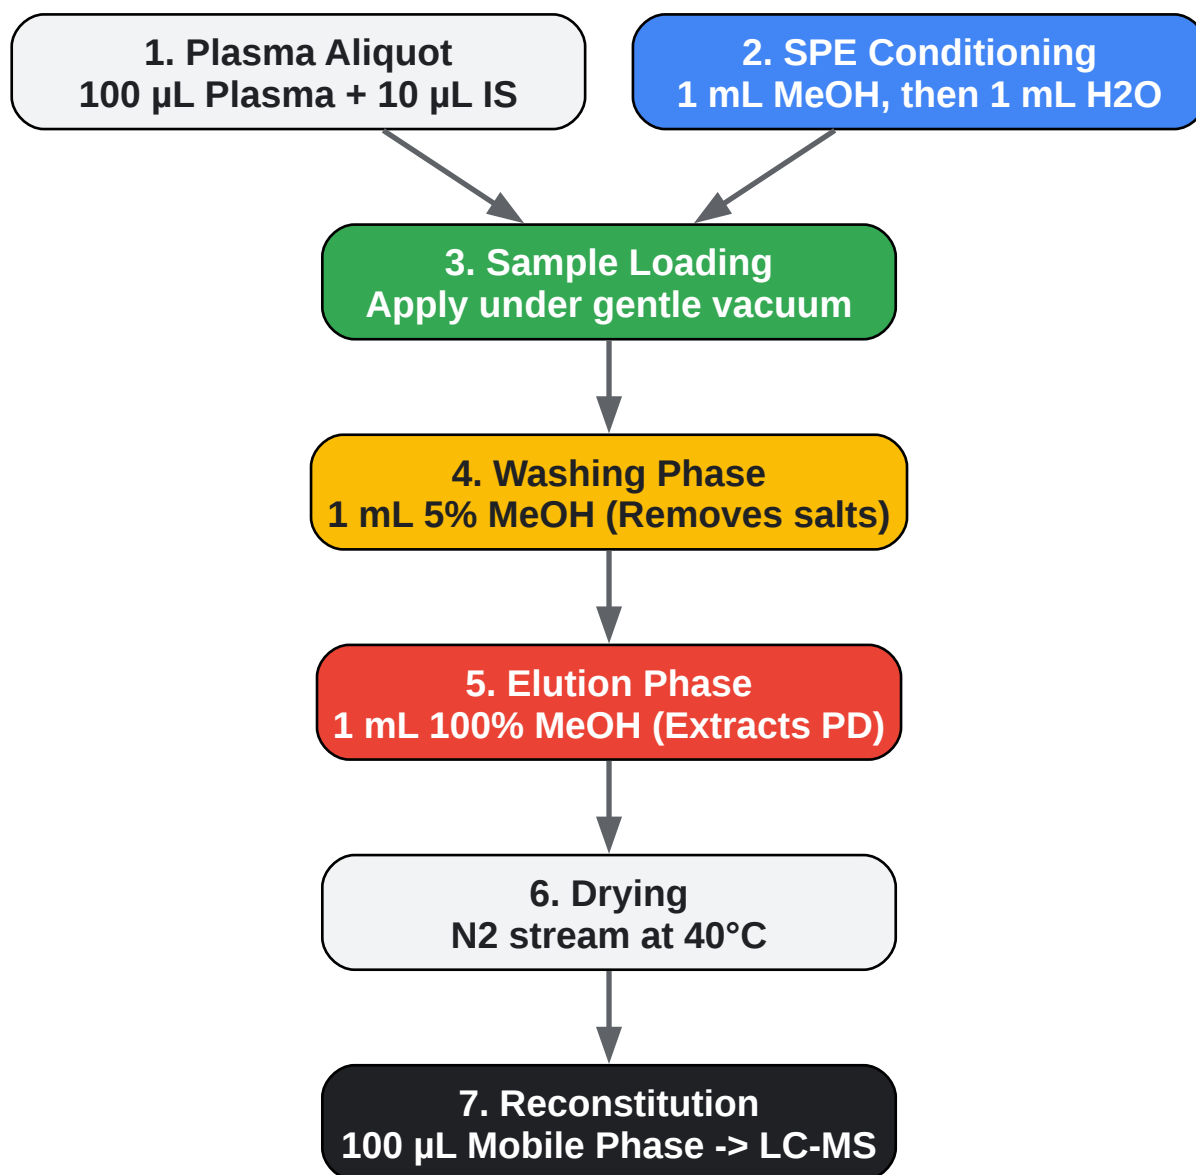 1. Plasma Aliquot
100 µL Plasma + 10 µL IS
2. SPE Conditioning
1 mL MeOH, then 1 mL H2O
3. Sample Loading
Apply under gentle vacuum
4. Washing Phase
1 mL 5% MeOH (Removes salts)
5. Elution Phase
1 mL 100% MeOH (Extracts PD)
6. Drying
N2 stream at 40°C
7. Reconstitution
100 µL Mobile Phase -> LC-MS